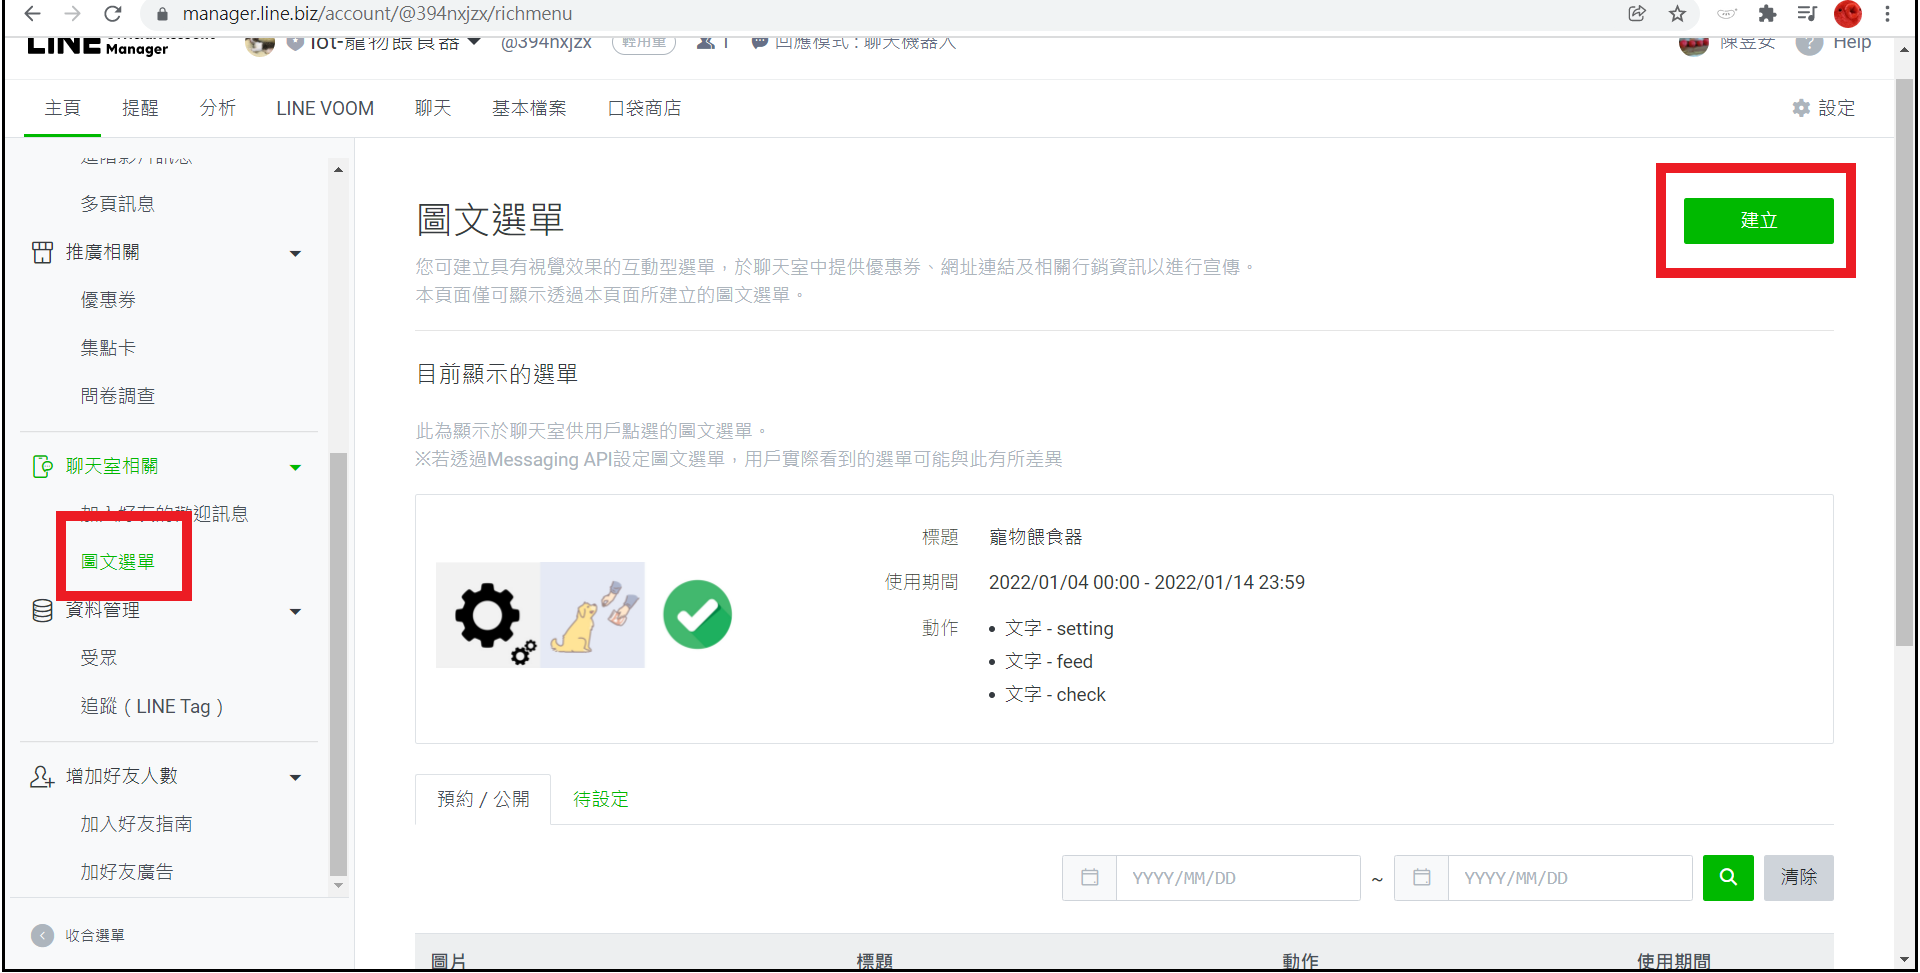 manager.line.biz/account/@394nxjzx/richmenu
LINE Official Account Manager
Iot-寵物餵食器 @394nxjzx 輕用量 1 回應模式 : 聊天機器人 陳昱安 Help
主頁 提醒 分析 LINE VOOM 聊天 基本檔案 口袋商店 設定
進階影片訊息
多頁訊息
推廣相關
優惠券
集點卡
問卷調查
聊天室相關
加入好友的歡迎訊息
圖文選單
資料管理
受眾
追蹤（LINE Tag）
增加好友人數
加入好友指南
加好友廣告
收合選單
圖文選單
建立
您可建立具有視覺效果的互動型選單，於聊天室中提供優惠券、網址連結及相關行銷資訊以進行宣傳。
本頁面僅可顯示透過本頁面所建立的圖文選單。
目前顯示的選單
此為顯示於聊天室供用戶點選的圖文選單。
※若透過Messaging API設定圖文選單，用戶實際看到的選單可能與此有所差異
標題 寵物餵食器
使用期間 2022/01/04 00:00 - 2022/01/14 23:59
動作 • 文字 - setting
• 文字 - feed
• 文字 - check
預約 / 公開 待設定
YYYY/MM/DD ~ YYYY/MM/DD 清除
圖片 標題 動作 使用期間